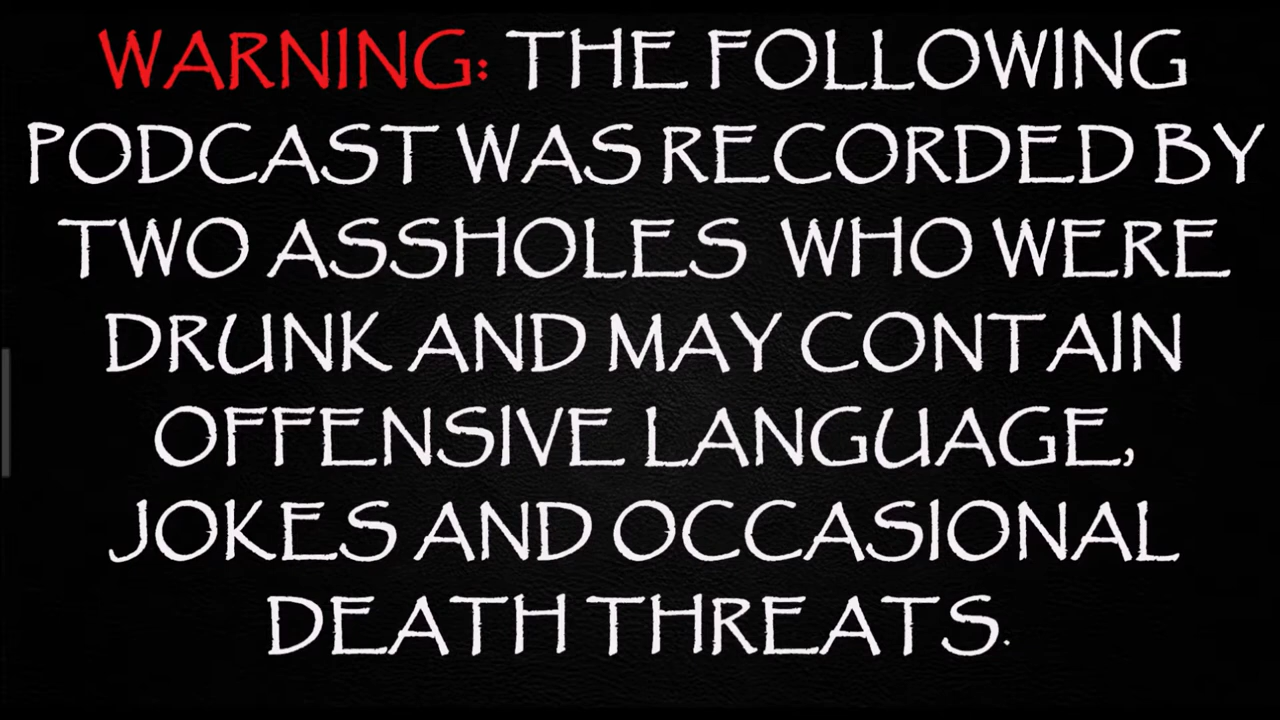 WARNING: THE FOLLOWING
PODCAST WAS RECORDED BY
TWO ASSHOLES WHO WERE
DRUNK AND MAY CONTAIN
OFFENSIVE LANGUAGE,
JOKES AND OCCASIONAL
DEATH THREATS.